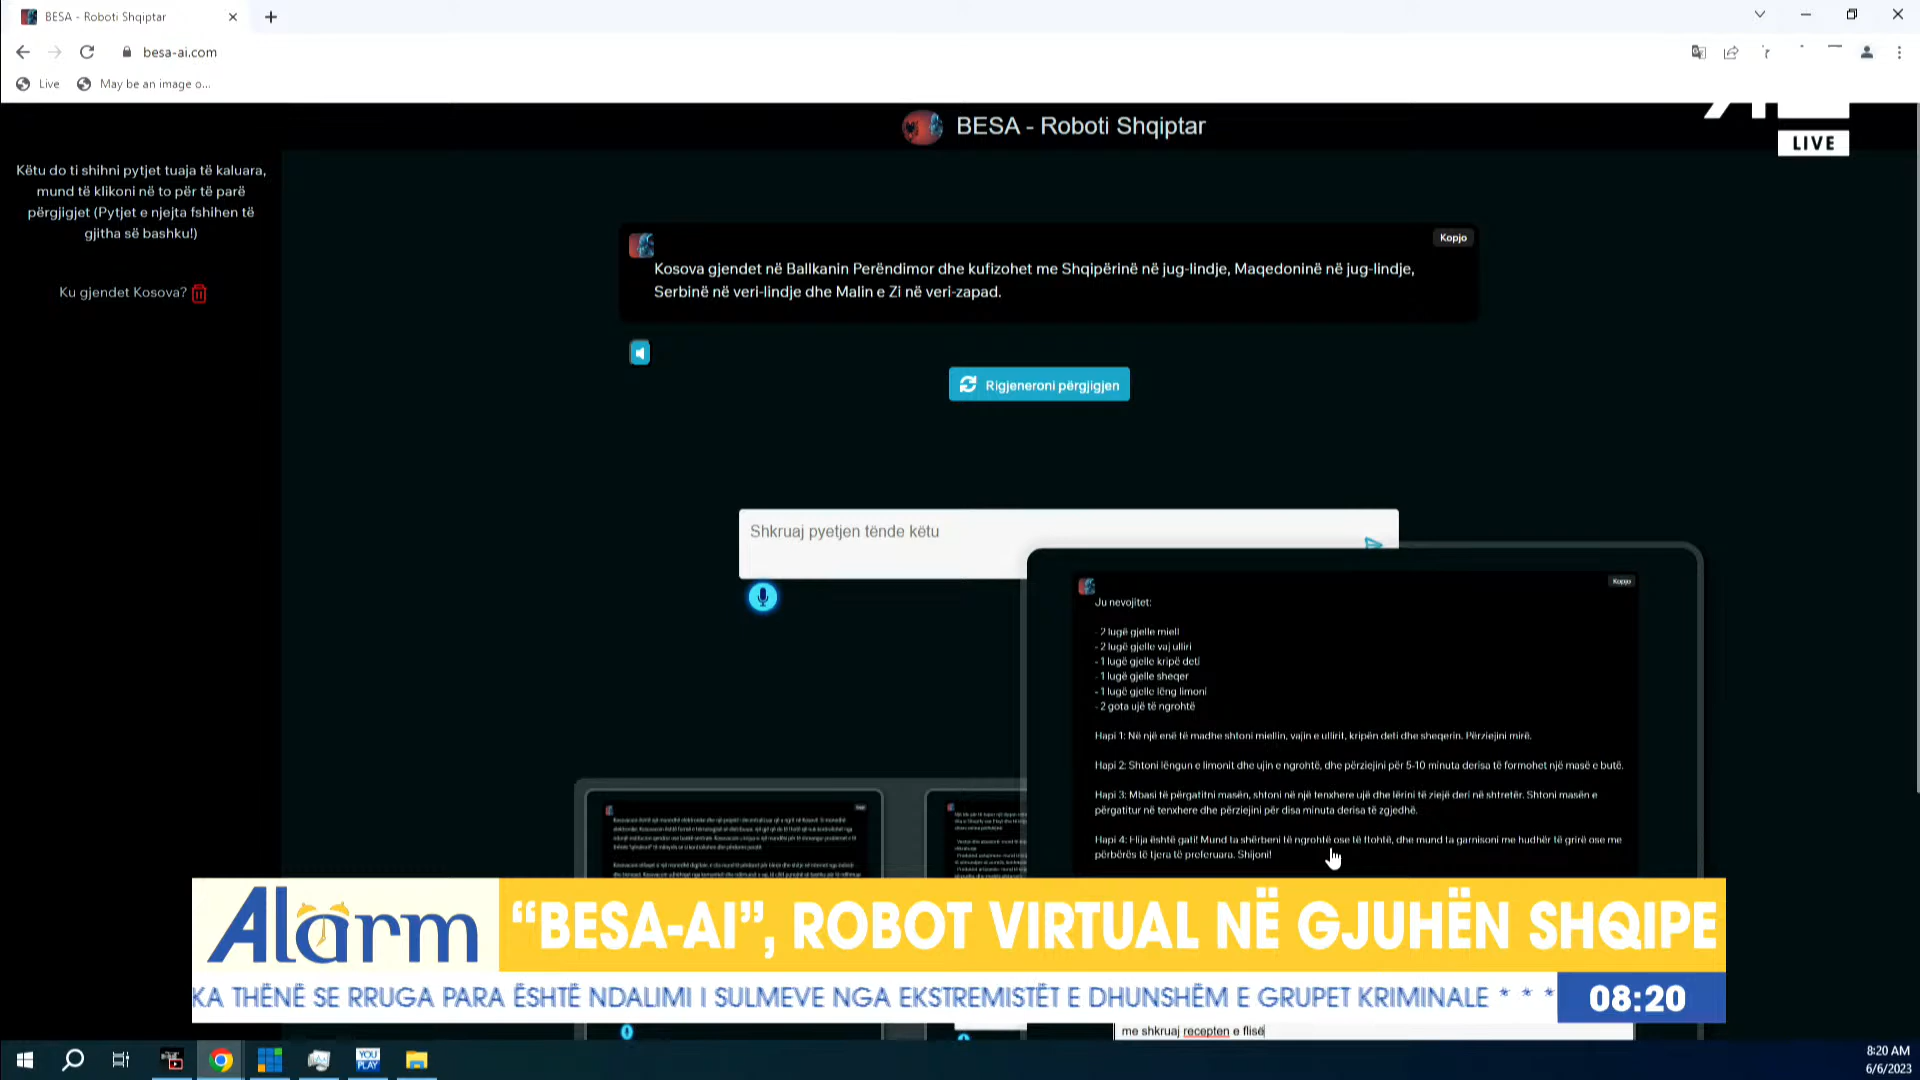 BESA - Roboti Shqiptar
besa-ai.com
Live
May be an image o...
BESA - Roboti Shqiptar
LIVE
Këtu do ti shihni pytjet tuaja të kaluara,
mund të klikoni në to për të parë
përgjigjet (Pytjet e njejta fshihen të
gjitha së bashku!)
Ku gjendet Kosova?
Kopjo
Kosova gjendet në Ballkanin Perëndimor dhe kufizohet me Shqipërinë në jug-lindje, Maqedoninë në jug-lindje,
Serbinë në veri-lindje dhe Malin e Zi në veri-zapad.
Rigjeneroni përgjigjen
Shkruaj pyetjen tënde këtu
Kopjo
Ju nevojitet:
- 2 lugë gjelle miell
- 2 lugë gjelle vaj ulliri
- 1 lugë gjelle kripë deti
- 1 lugë gjelle sheqer
- 1 lugë gjelle lëng limoni
- 2 gota ujë të ngrohtë
Hapi 1: Në një enë të madhe shtoni miellin, vajin e ullirit, kripën deti dhe sheqerin. Përziejini mirë.
Hapi 2: Shtoni lëngun e limonit dhe ujin e ngrohtë, dhe përziejini për 5-10 minuta derisa të formohet një masë e butë.
Hapi 3: Mbasi të përgatitni masën, shtoni në një tenxhere ujë dhe lërini të ziejë deri në shtretër. Shtoni masën e
përgatitur në tenxhere dhe përziejini për disa minuta derisa të zgjedhë.
Hapi 4: Flija është gati! Mund ta shërbeni të ngrohtë ose të ftohtë, dhe mund ta garnisoni me hudhër të grirë ose me
përbërës të tjera të preferuara. Shijoni!
Alarm
“BESA-AI”, ROBOT VIRTUAL NË GJUHËN SHQIPE
KA THËNË SE RRUGA PARA ËSHTË NDALIMI I SULMEVE NGA EKSTREMISTËT E DHUNSHËM E GRUPET KRIMINALE * * *
08:20
me shkruaj recepten e flisë
YOU
PLAY
8:20 AM
6/6/2023